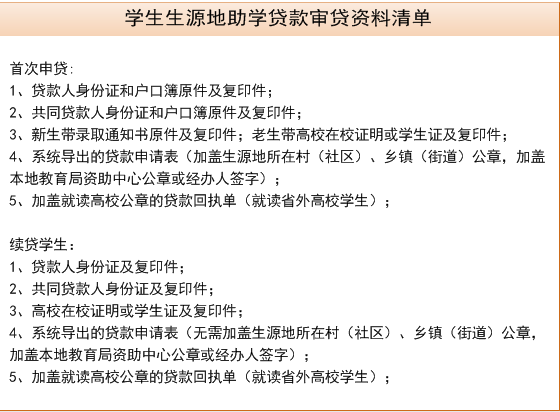 学生生源地助学贷款审贷资料清单
首次申贷:
1、贷款人身份证和户口簿原件及复印件;
2、共同贷款人身份证和户口簿原件及复印件;
3、新生带录取通知书原件及复印件; 老生带高校在校证明或学生证及复印件;
4、系统导出的贷款申请表（加盖生源地所在村（社区）、乡镇（街道）公章, 加盖
本地教育局资助中心公章或经办人签字）;
5、加盖就读高校公章的贷款回执单（就读省外高校学生）;
续贷学生:
1、贷款人身份证及复印件;
2、共同贷款人身份证及复印件;
3、高校在校证明或学生证及复印件;
4、系统导出的贷款申请表（无需加盖生源地所在村（社区）、乡镇（街道）公章,
加盖本地教育局资助中心公章或经办人签字）;
5、加盖就读高校公章的贷款回执单（就读省外高校学生）;